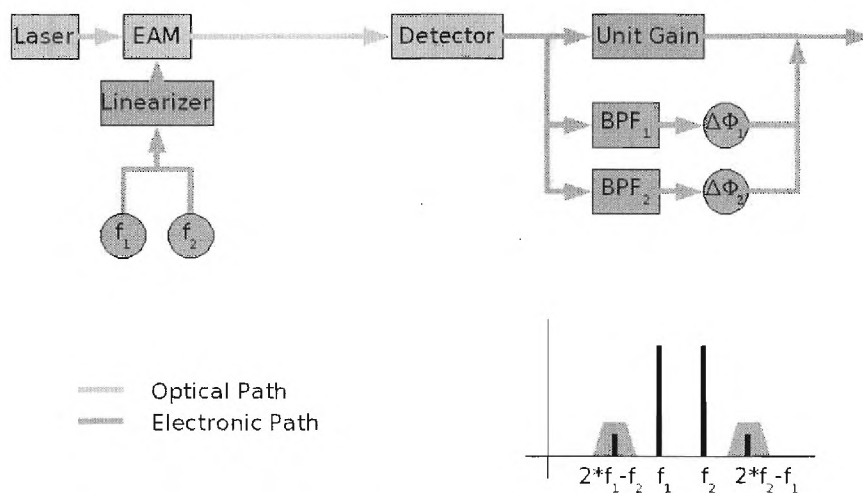 Laser
EAM
Detector
Unit Gain
Linearizer
BPF₁
ΔΦ₁
BPF₂
ΔΦ₂
f₁
f₂
Optical Path
Electronic Path
2*f₁-f₂
f₁
f₂
2*f₂-f₁